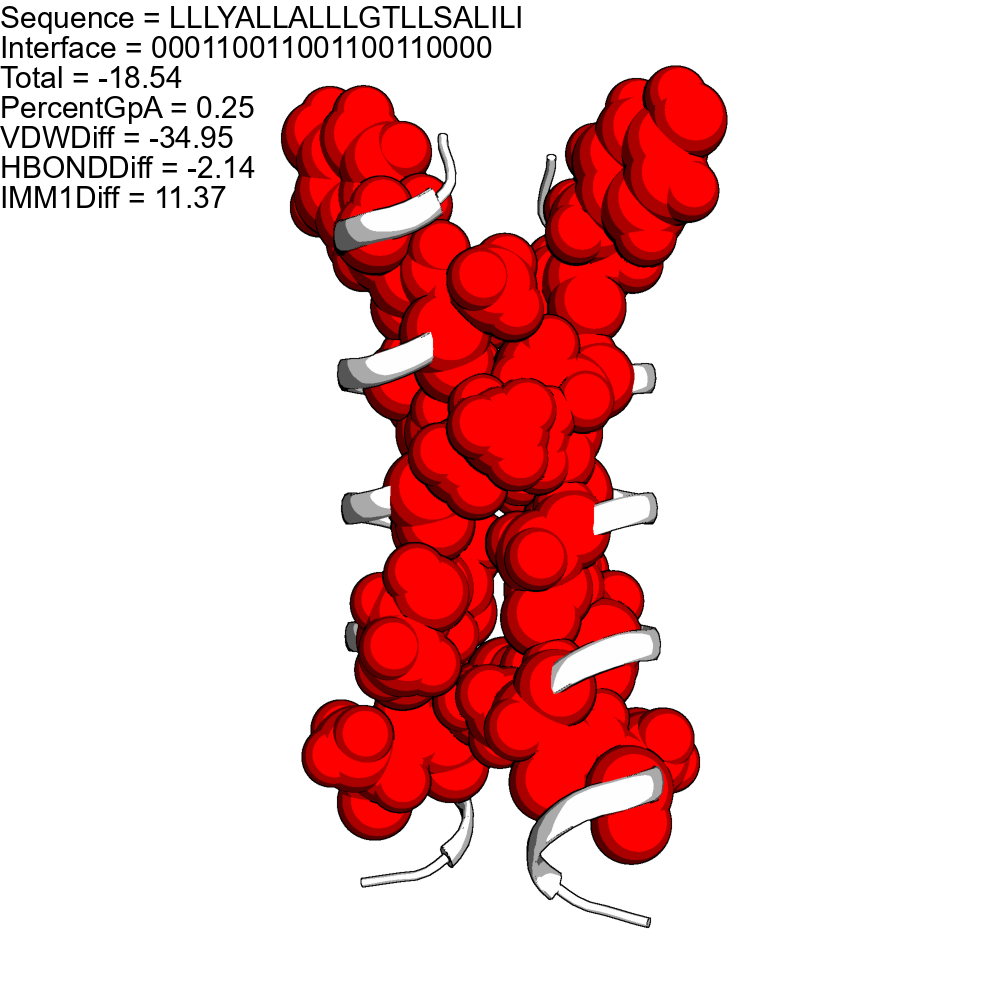 Sequence = LLLYALLALLLGTLLSALILI
Interface = 000110011001100110000
Total = -18.54
PercentGpA = 0.25
VDWDiff = -34.95
HBONDDiff = -2.14
IMM1Diff = 11.37